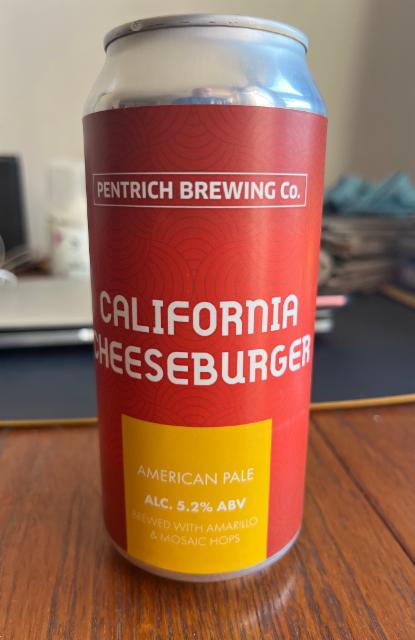 PENTRICH BREWING Co.
CALIFORNIA
CHEESEBURGER
AMERICAN PALE
ALC. 5.2% ABV
BREWED WITH AMARILLO
& MOSAIC HOPS